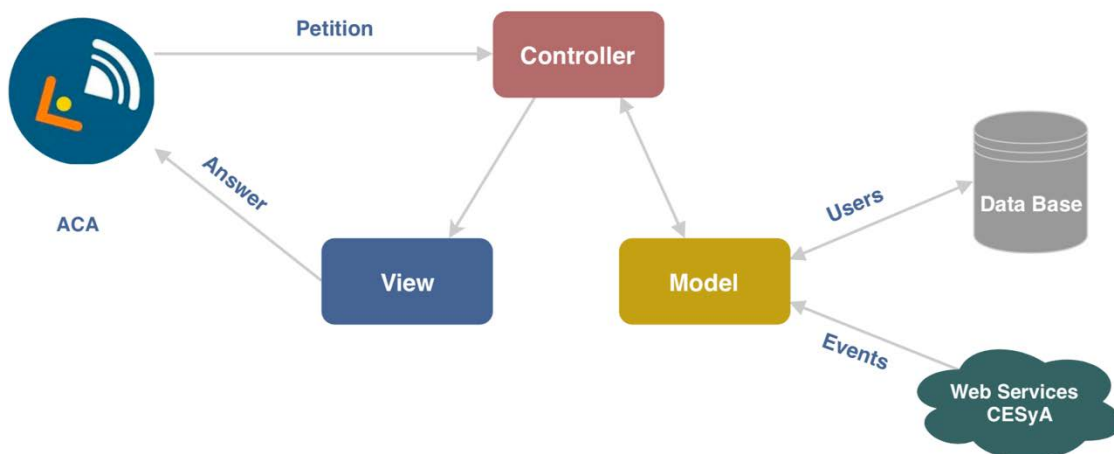 Petition
Controller
Answer
ACA
Users
Data Base
View
Model
Events
Web Services
CESyA